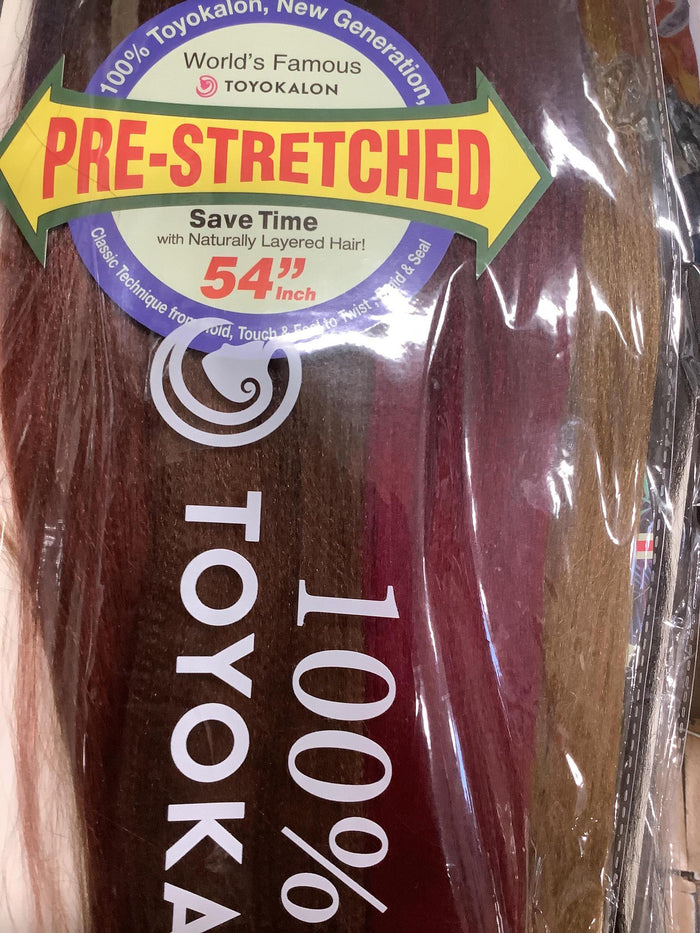 100% Toyokalon, New Generation,
World's Famous
TOYOKALON
PRE-STRETCHED
Save Time
with Naturally Layered Hair!
54”
Inch
Classic Technique from Hold, Touch & Feel to Twist, & Seal
TOYOKA
100%